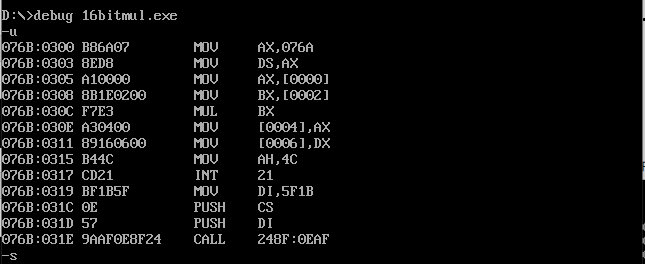 D:\>debug 16bitmul.exe
-u
076B:0300 B86A07        MOV     AX,076A
076B:0303 8ED8          MOV     DS,AX
076B:0305 A10000        MOV     AX,[0000]
076B:0308 8B1E0200      MOV     BX,[0002]
076B:030C F7E3          MUL     BX
076B:030E A30400        MOV     [0004],AX
076B:0311 89160600      MOV     [0006],DX
076B:0315 B44C          MOV     AH,4C
076B:0317 CD21          INT     21
076B:0319 BF1B5F        MOV     DI,5F1B
076B:031C 0E            PUSH    CS
076B:031D 57            PUSH    DI
076B:031E 9AAF0E8F24    CALL    248F:0EAF
-s